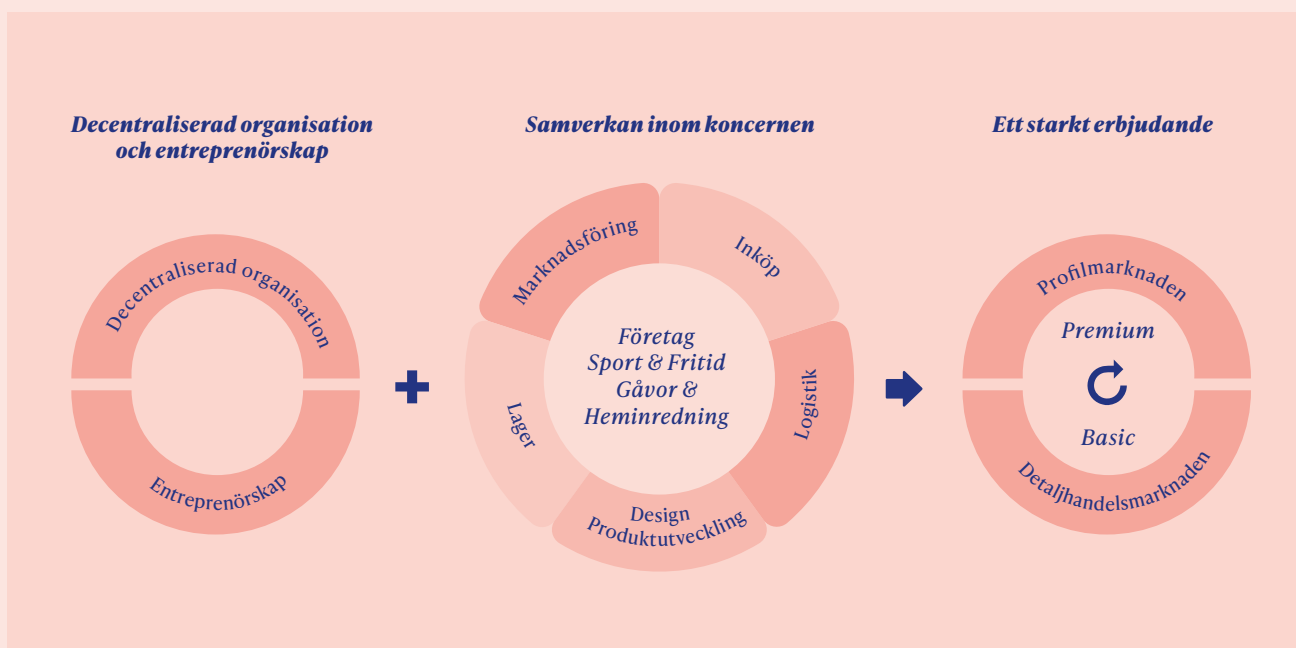 Decentraliserad organisation
och entreprenörskap
Decentraliserad organisation
Entreprenörskap
Samverkan inom koncernen
Marknadsföring
Inköp
Logistik
Design
Produktutveckling
Lager
Företag
Sport & Fritid
Gåvor &
Heminredning
Ett starkt erbjudande
Profilmarknaden
Premium
Basic
Detaljhandelsmarknaden